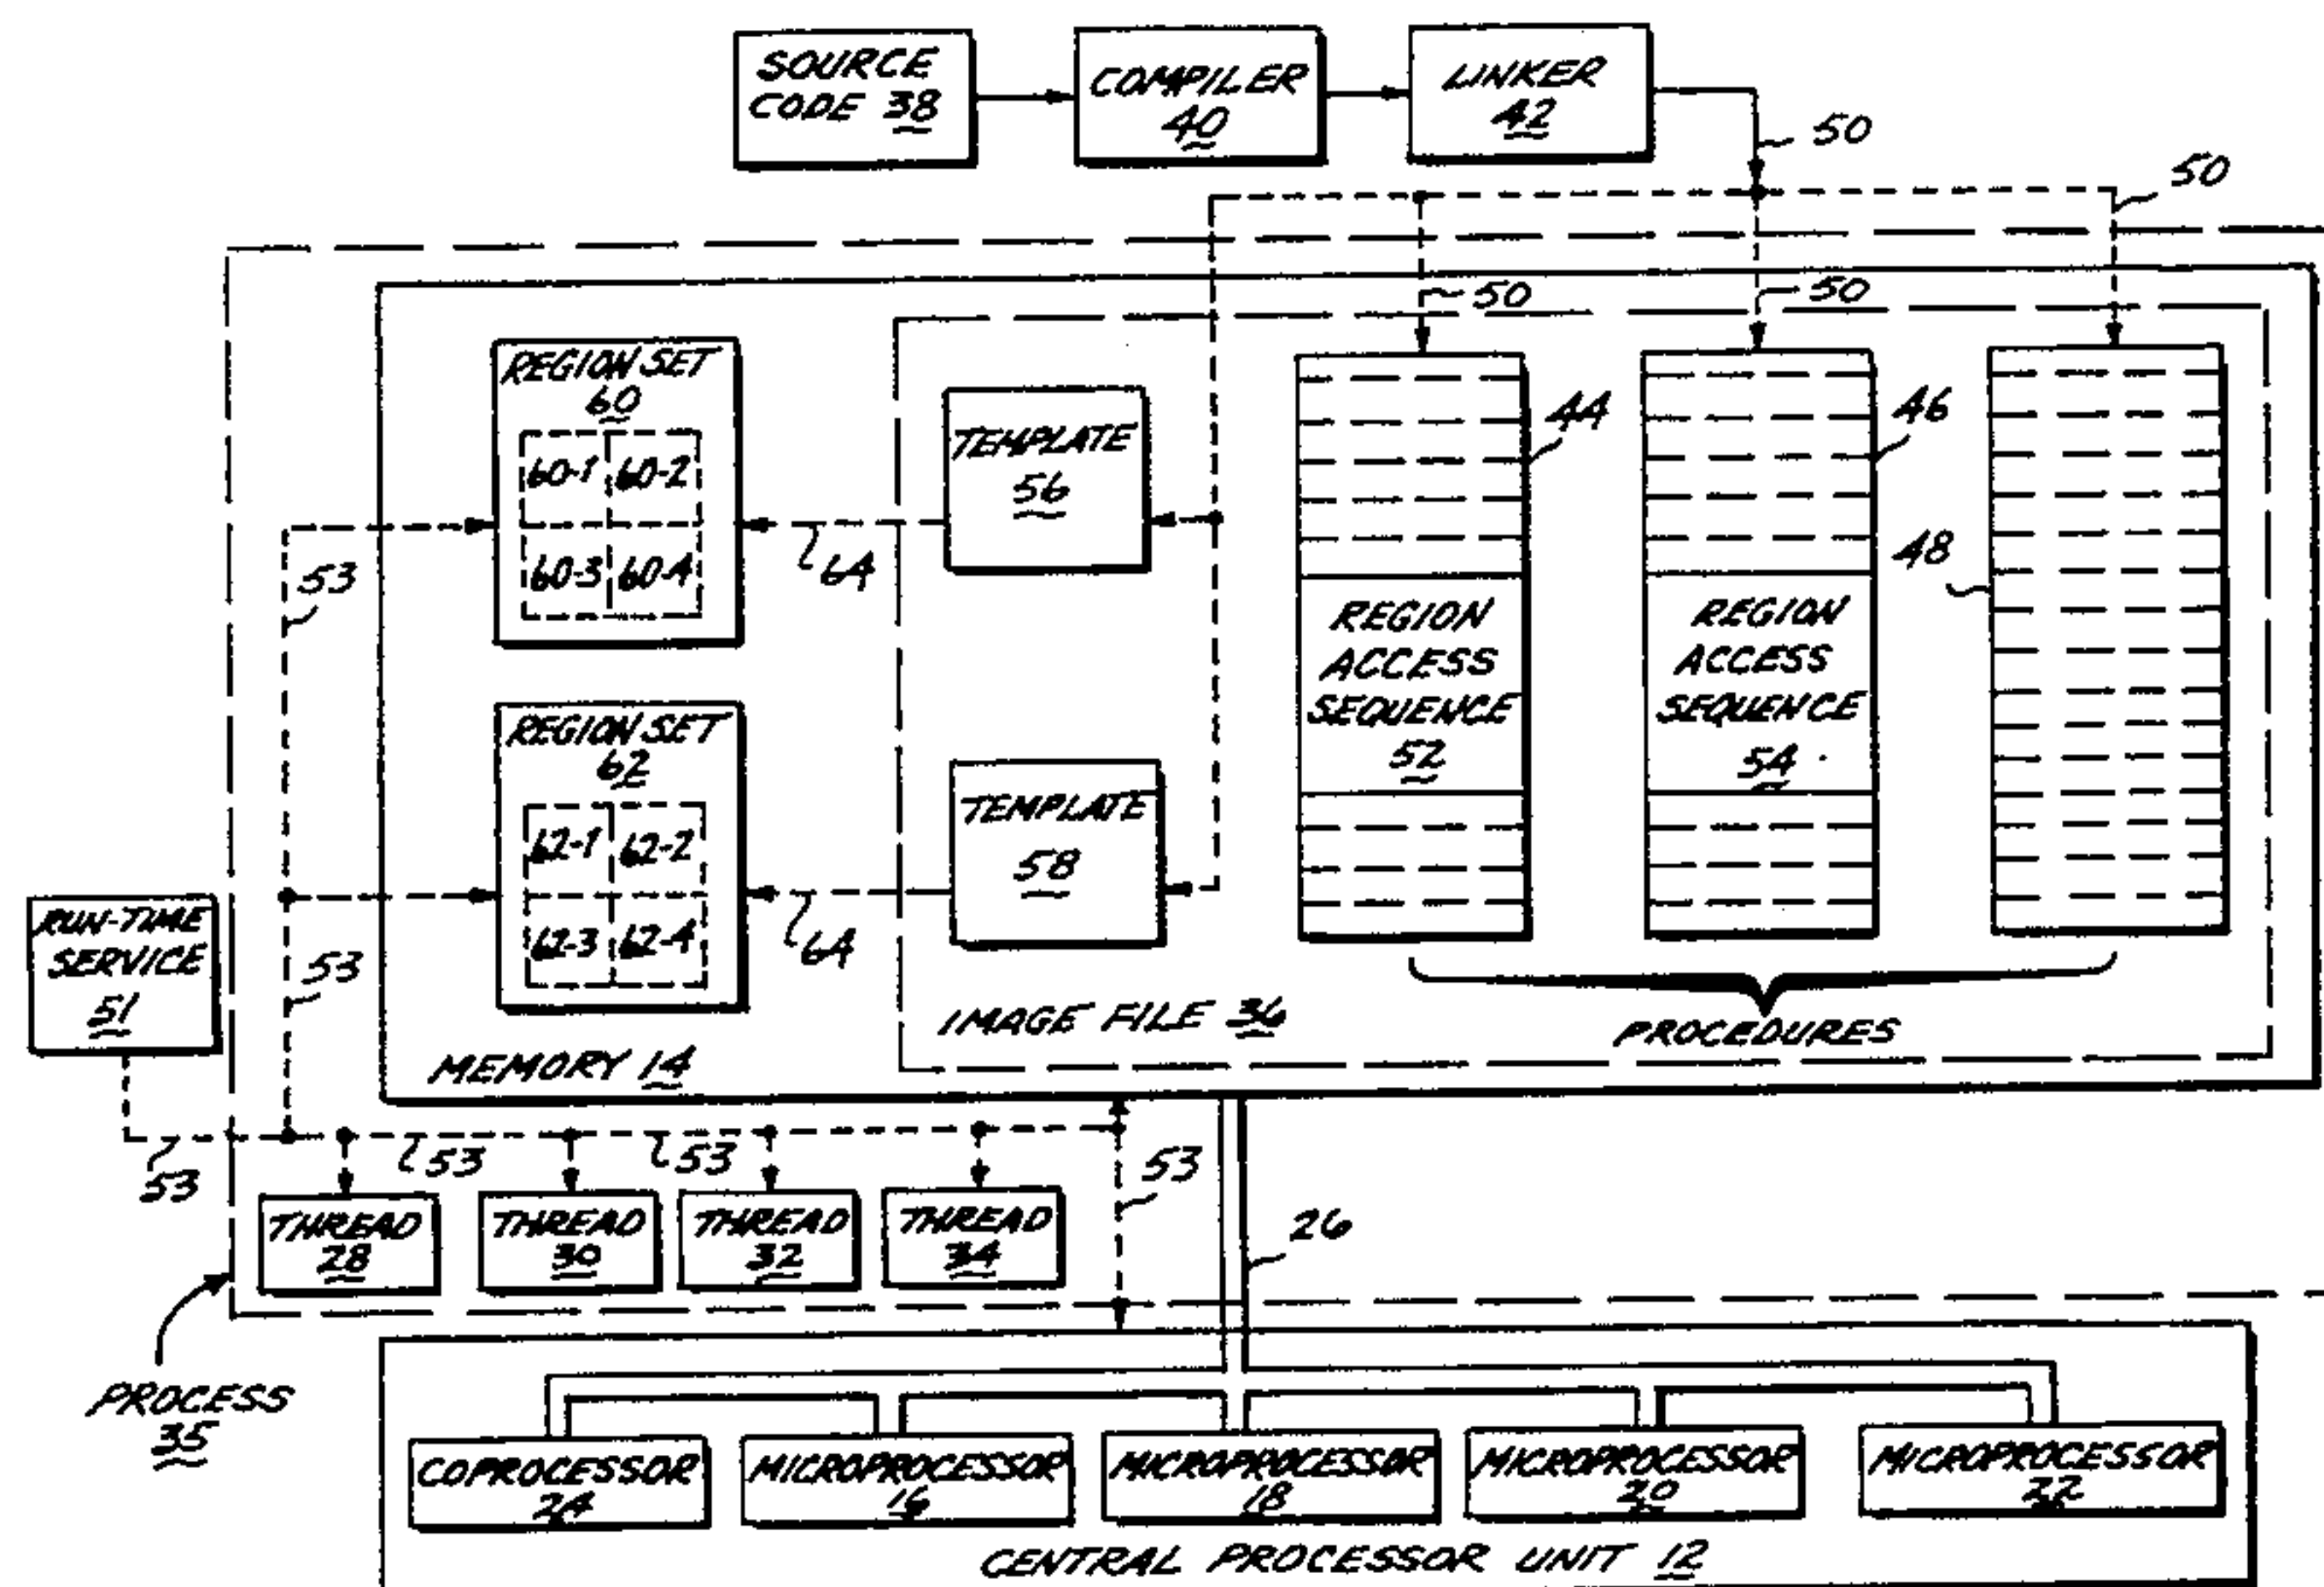 SOURCE
CODE 38
COMPILER
40
LINKER
42
50
50
50
50
REGION SET
60
60-1 60-2
60-3 60-4
TEMPLATE
56
44
46
48
53
64
REGION
ACCESS
SEQUENCE
52
REGION
ACCESS
SEQUENCE
54
REGION SET
62
62-1 62-2
62-3 62-4
TEMPLATE
58
64
RUN-TIME
SERVICE
51
53
IMAGE FILE 36
PROCEDURES
MEMORY 14
53
53
53
53
THREAD
28
THREAD
30
THREAD
32
THREAD
34
26
PROCESS
35
COPROCESSOR
24
MICROPROCESSOR
16
MICROPROCESSOR
18
MICROPROCESSOR
20
MICROPROCESSOR
22
CENTRAL PROCESSOR UNIT 12